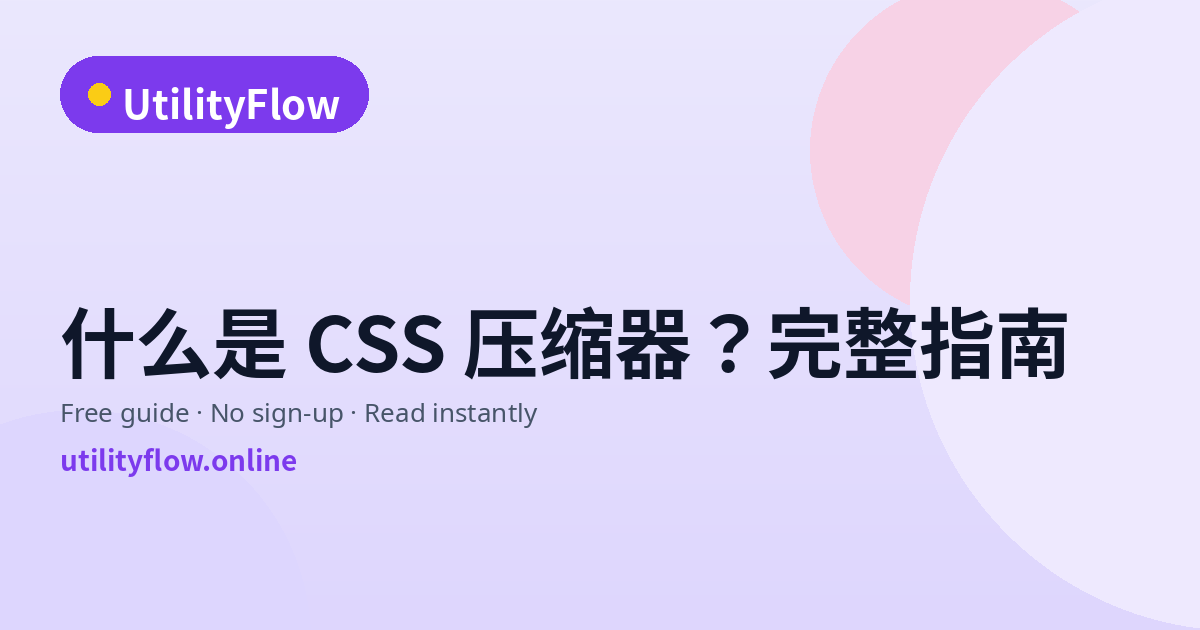 UtilityFlow
什么是 CSS 压缩器？完整指南
Free guide · No sign-up · Read instantly
utilityflow.online